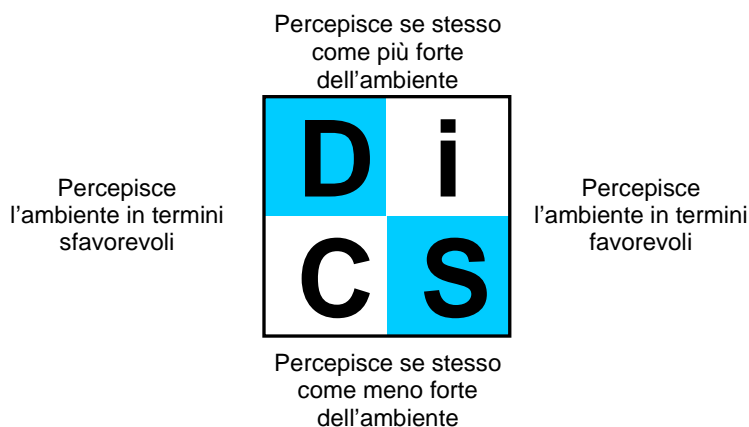 Percepisce se stesso
come più forte
dell'ambiente
D i
Percepisce
l'ambiente in termini
sfavorevoli
Percepisce
l'ambiente in termini
favorevoli
C S
Percepisce se stesso
come meno forte
dell'ambiente